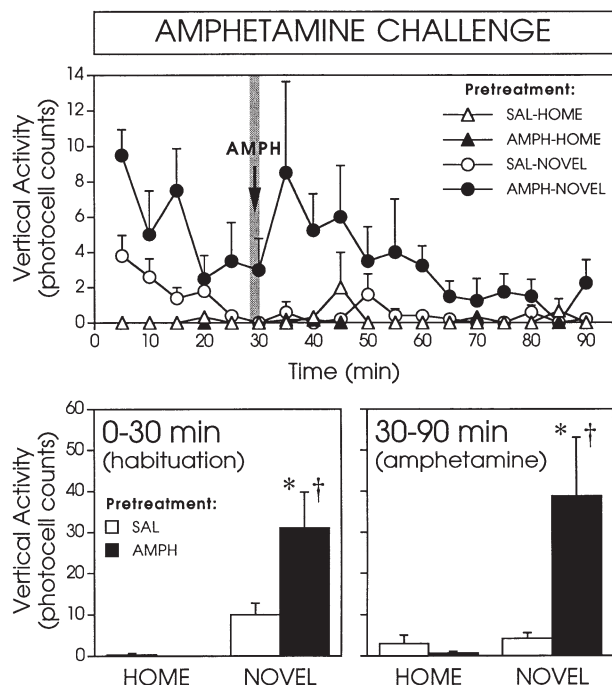 AMPHETAMINE CHALLENGE
14
12
10
8
6
4
2
0
Vertical Activity
(photocell counts)
AMPH
Pretreatment:
SAL-HOME
AMPH-HOME
SAL-NOVEL
AMPH-NOVEL
0 10 20 30 40 50 60 70 80 90
Time (min)
60
50
40
30
20
10
0
Vertical Activity
(photocell counts)
0-30 min
(habituation)
Pretreatment:
SAL
AMPH
* †
HOME NOVEL
30-90 min
(amphetamine)
* †
HOME NOVEL